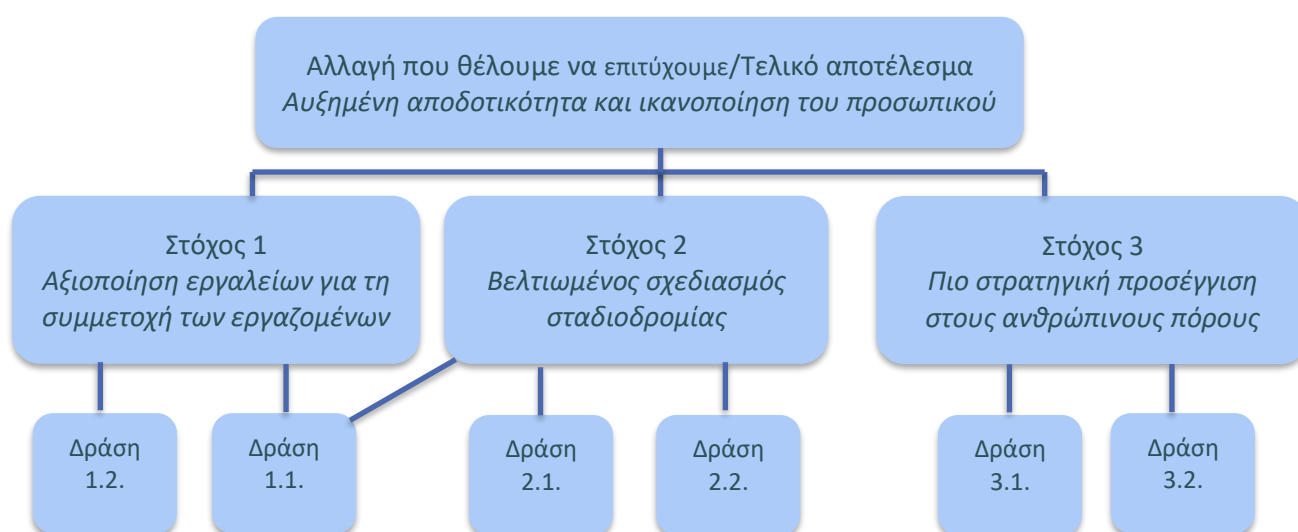 Αλλαγή που θέλουμε να επιτύχουμε/Τελικό αποτέλεσμα
Αυξημένη αποδοτικότητα και ικανοποίηση του προσωπικού
Στόχος 1
Αξιοποίηση εργαλείων για τη
συμμετοχή των εργαζομένων
Στόχος 2
Βελτιωμένος σχεδιασμός
σταδιοδρομίας
Στόχος 3
Πιο στρατηγική προσέγγιση
στους ανθρώπινους πόρους
Δράση
1.2.
Δράση
1.1.
Δράση
2.1.
Δράση
2.2.
Δράση
3.1.
Δράση
3.2.